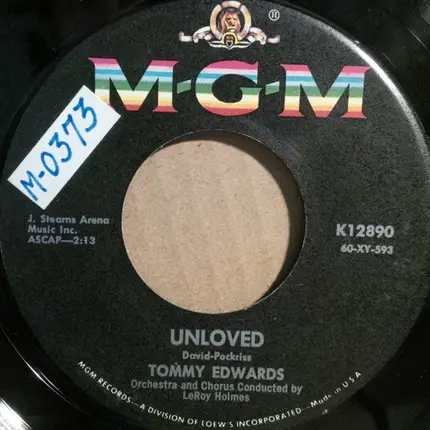 ®
M-G-M
M-0373
J. Stearns Arena
Music Inc.
ASCAP—2:13
K12890
60-XY-593
UNLOVED
David-Pockriss
TOMMY EDWARDS
Orchestra and Chorus Conducted by
LeRoy Holmes
MGM RECORDS—A DIVISION OF LOEW'S INCORPORATED—Made in U.S.A